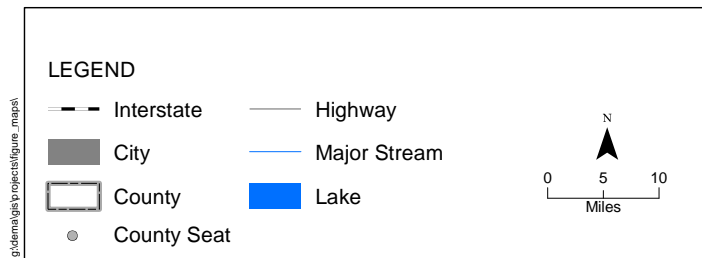 LEGEND
Interstate
Highway
City
Major Stream
County
Lake
County Seat
N
0 5 10
Miles
g:\dema\gis\projects\figure_maps\